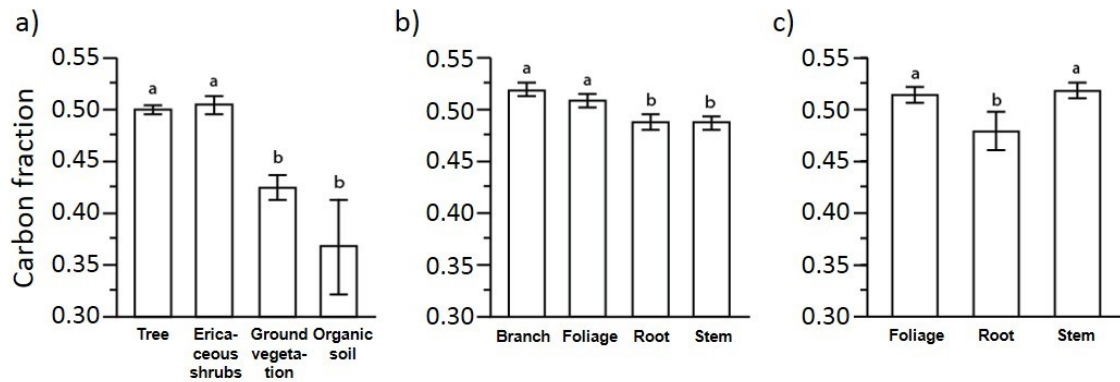 a)
Carbon fraction
0.55
0.50
0.45
0.40
0.35
0.30
a
a
b
b
Tree
Erica-
ceous
shrubs
Ground
vegeta-
tion
Organic
soil
b)
0.55
0.50
0.45
0.40
0.35
0.30
a
a
b
b
Branch
Foliage
Root
Stem
c)
0.55
0.50
0.45
0.40
0.35
0.30
a
b
a
Foliage
Root
Stem